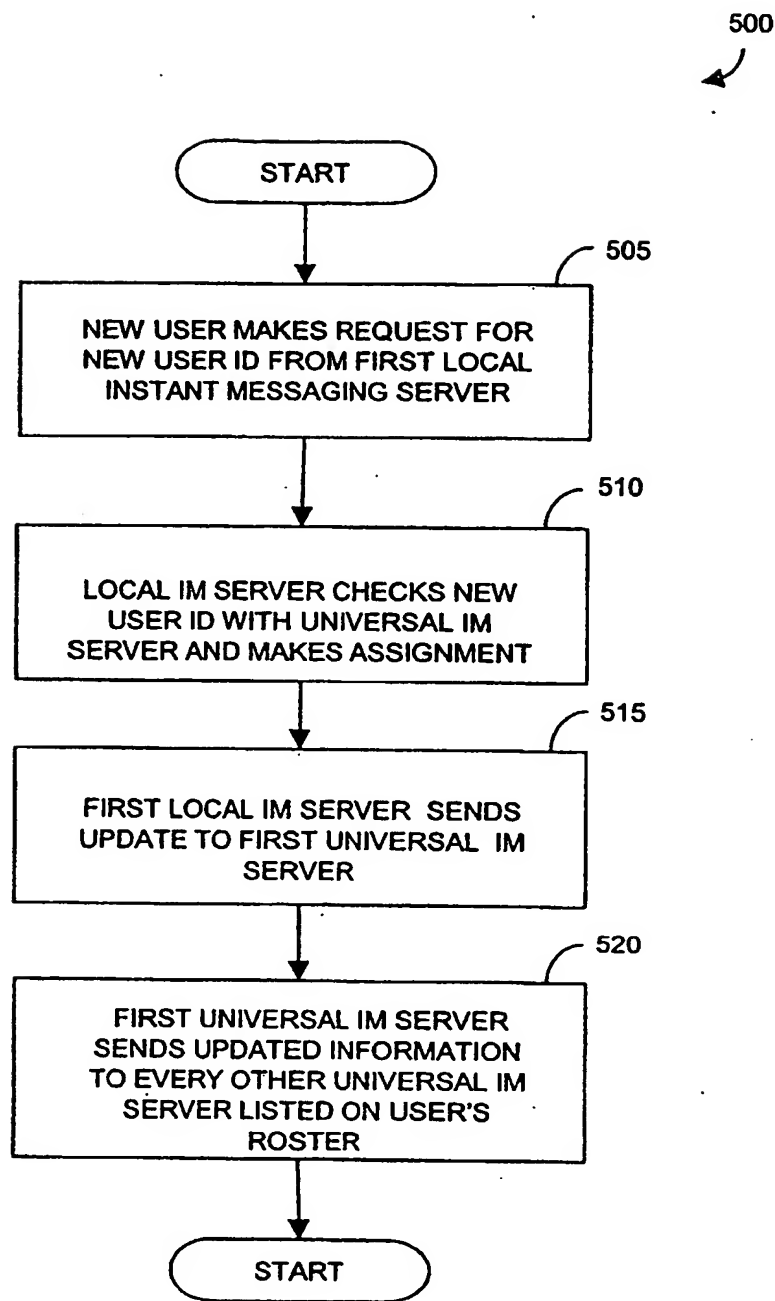 500
START
505
NEW USER MAKES REQUEST FOR
NEW USER ID FROM FIRST LOCAL
INSTANT MESSAGING SERVER
510
LOCAL IM SERVER CHECKS NEW
USER ID WITH UNIVERSAL IM
SERVER AND MAKES ASSIGNMENT
515
FIRST LOCAL IM SERVER SENDS
UPDATE TO FIRST UNIVERSAL IM
SERVER
520
FIRST UNIVERSAL IM SERVER
SENDS UPDATED INFORMATION
TO EVERY OTHER UNIVERSAL IM
SERVER LISTED ON USER'S
ROSTER
START